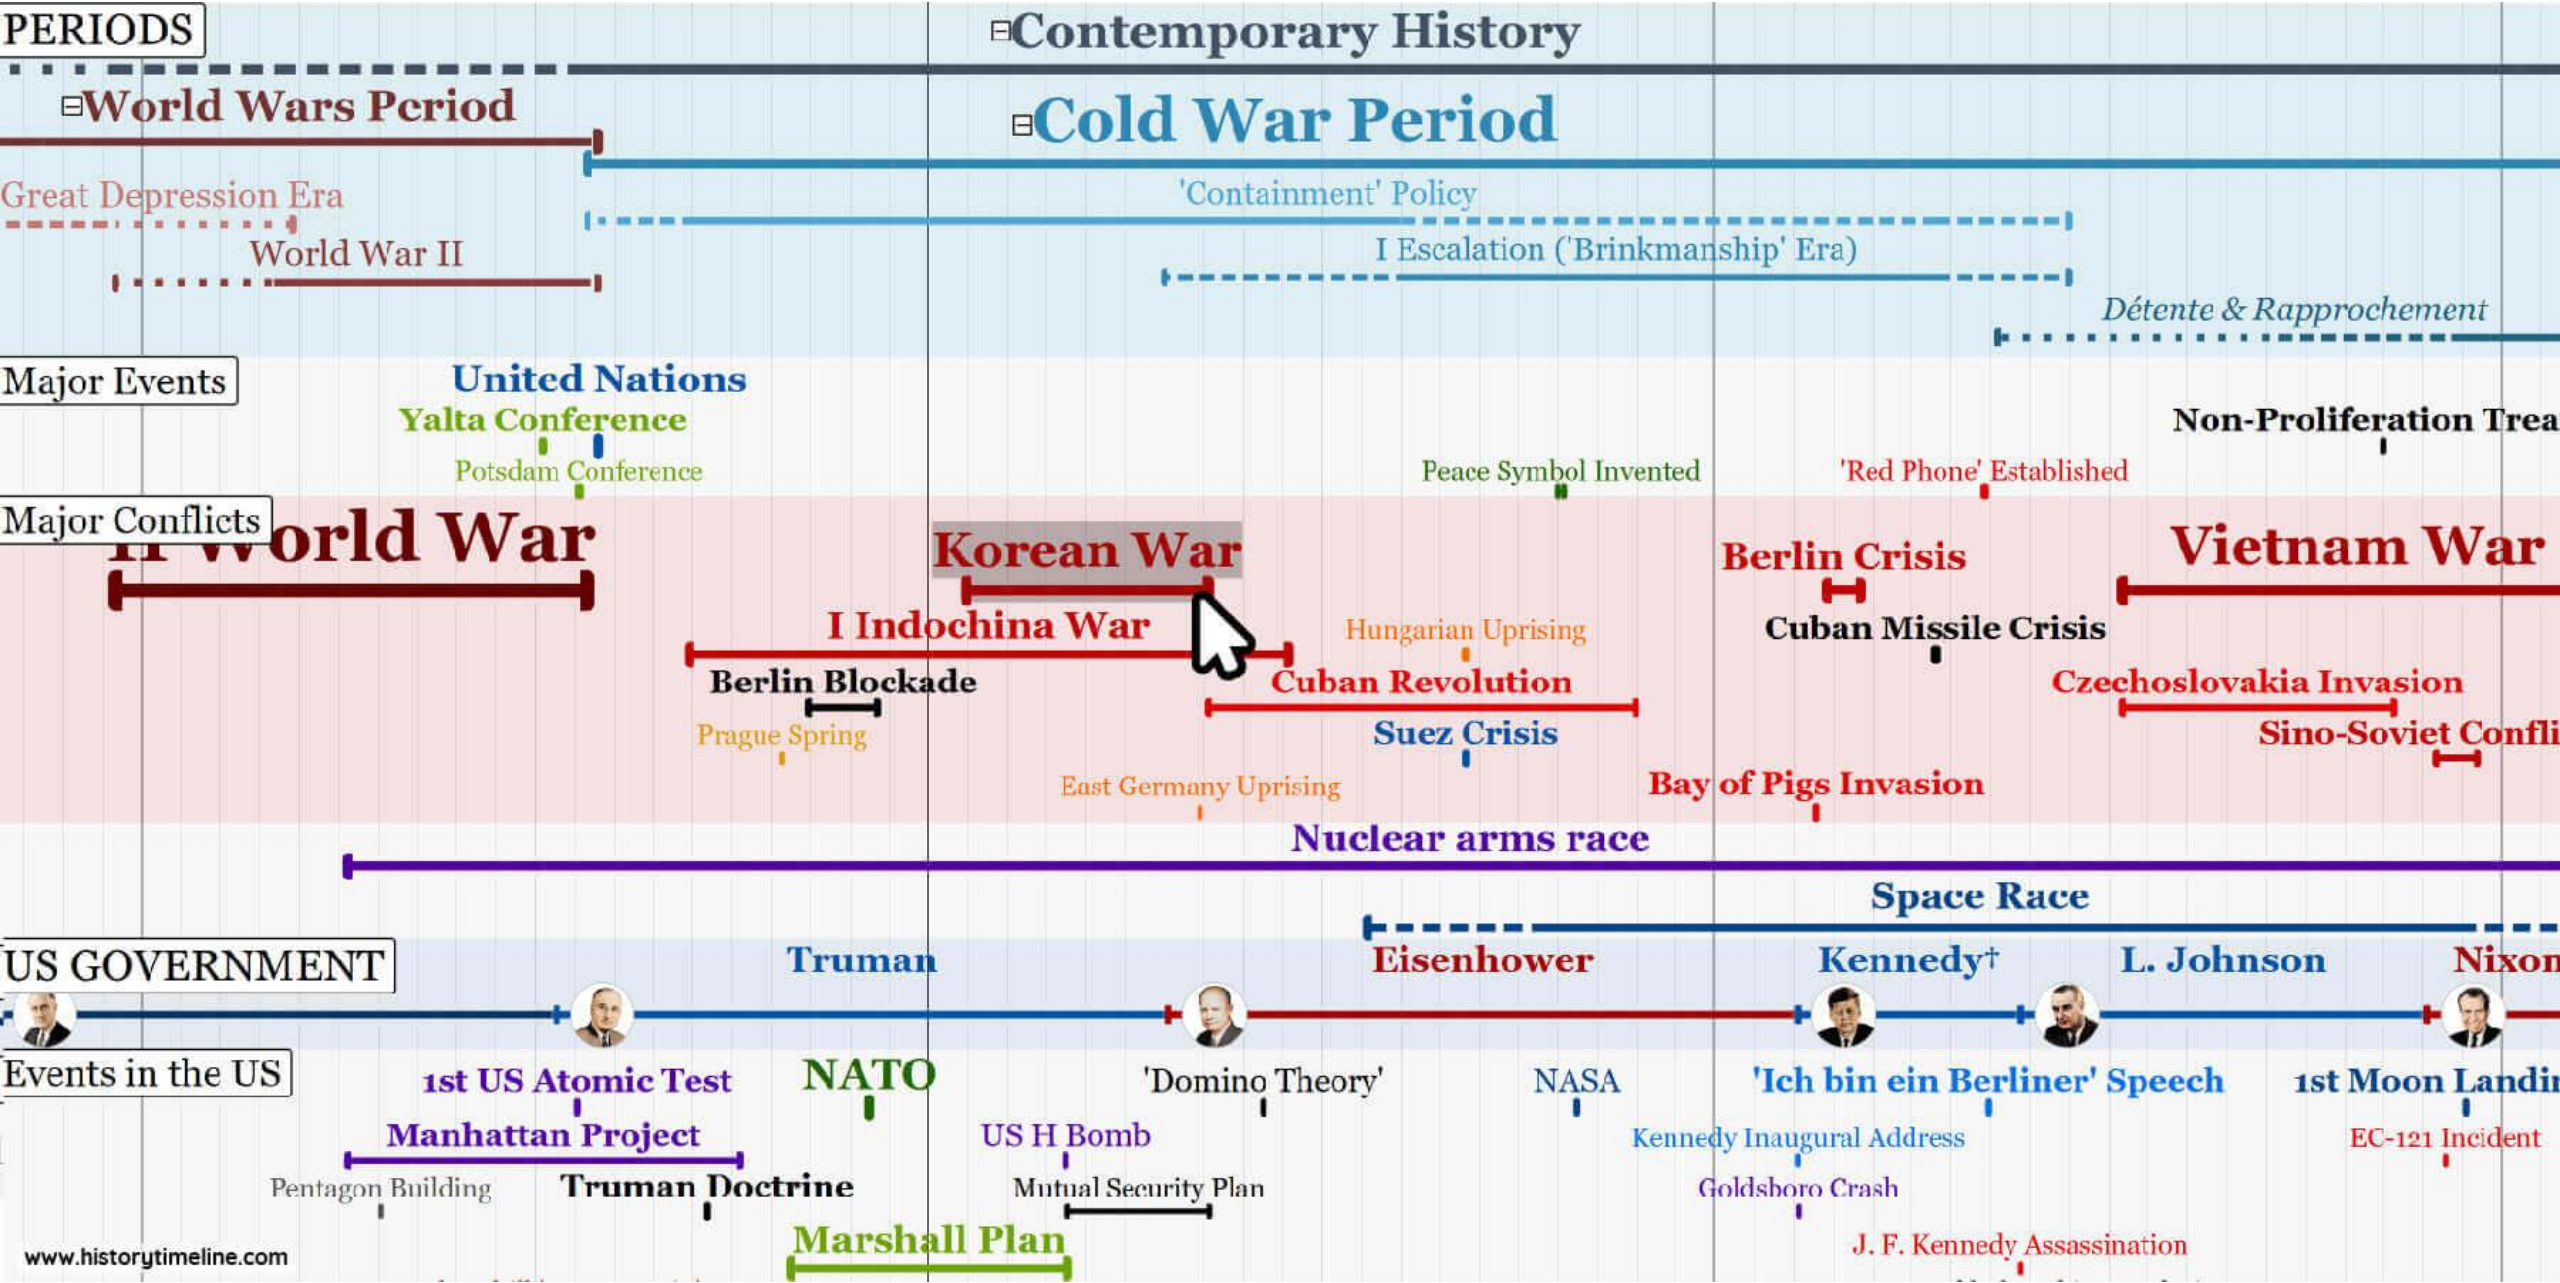 PERIODS
Contemporary History
World Wars Period
Cold War Period
Great Depression Era
'Containment' Policy
World War II
I Escalation ('Brinkmanship' Era)
Détente & Rapprochement
Major Events
United Nations
Yalta Conference
Non-Proliferation Trea
Potsdam Conference
Peace Symbol Invented
'Red Phone' Established
Major Conflicts
II World War
Korean War
Berlin Crisis
Vietnam War
I Indochina War
Hungarian Uprising
Cuban Missile Crisis
Berlin Blockade
Cuban Revolution
Czechoslovakia Invasion
Prague Spring
Suez Crisis
Sino-Soviet Confli
East Germany Uprising
Bay of Pigs Invasion
Nuclear arms race
Space Race
US GOVERNMENT
Truman
Eisenhower
Kennedy†
L. Johnson
Nixon
Events in the US
1st US Atomic Test
NATO
'Domino Theory'
NASA
'Ich bin ein Berliner' Speech
1st Moon Landin
Manhattan Project
US H Bomb
Kennedy Inaugural Address
EC-121 Incident
Pentagon Building
Truman Doctrine
Mutual Security Plan
Goldsboro Crash
Marshall Plan
J. F. Kennedy Assassination
www.historytimeline.com